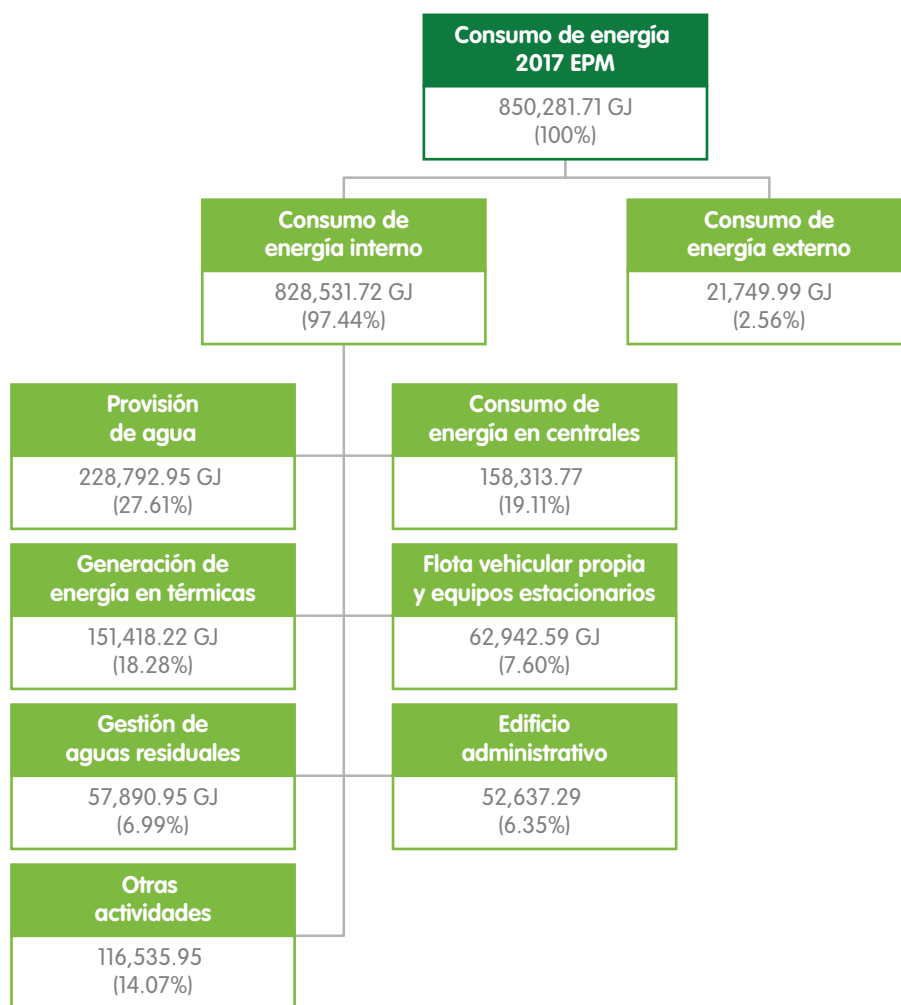 Consumo de energía
2017 EPM
850,281.71 GJ
(100%)
Consumo de
energía interno
828,531.72 GJ
(97.44%)
Consumo de
energía externo
21,749.99 GJ
(2.56%)
Provisión
de agua
228,792.95 GJ
(27.61%)
Consumo de
energía en centrales
158,313.77
(19.11%)
Generación de
energía en térmicas
151,418.22 GJ
(18.28%)
Flota vehicular propia
y equipos estacionarios
62,942.59 GJ
(7.60%)
Gestión de
aguas residuales
57,890.95 GJ
(6.99%)
Edificio
administrativo
52,637.29
(6.35%)
Otras
actividades
116,535.95
(14.07%)